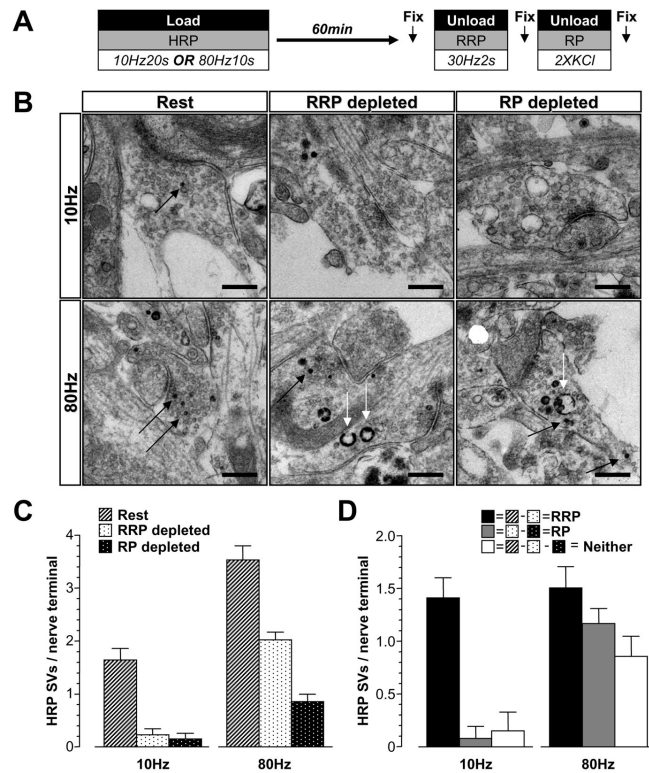 A
Load
HRP
10Hz20s OR 80Hz10s
60min
Fix
Unload
RRP
30Hz2s
Fix
Unload
RP
2XKCl
Fix
B
Rest
RRP depleted
RP depleted
10Hz
80Hz
C
Rest
RRP depleted
RP depleted
HRP SVs / nerve terminal
4
3
2
1
0
10Hz
80Hz
D
= - =RRP
= - =RP
= - - = Neither
HRP SVs / nerve terminal
2.0
1.5
1.0
0.5
0
10Hz
80Hz